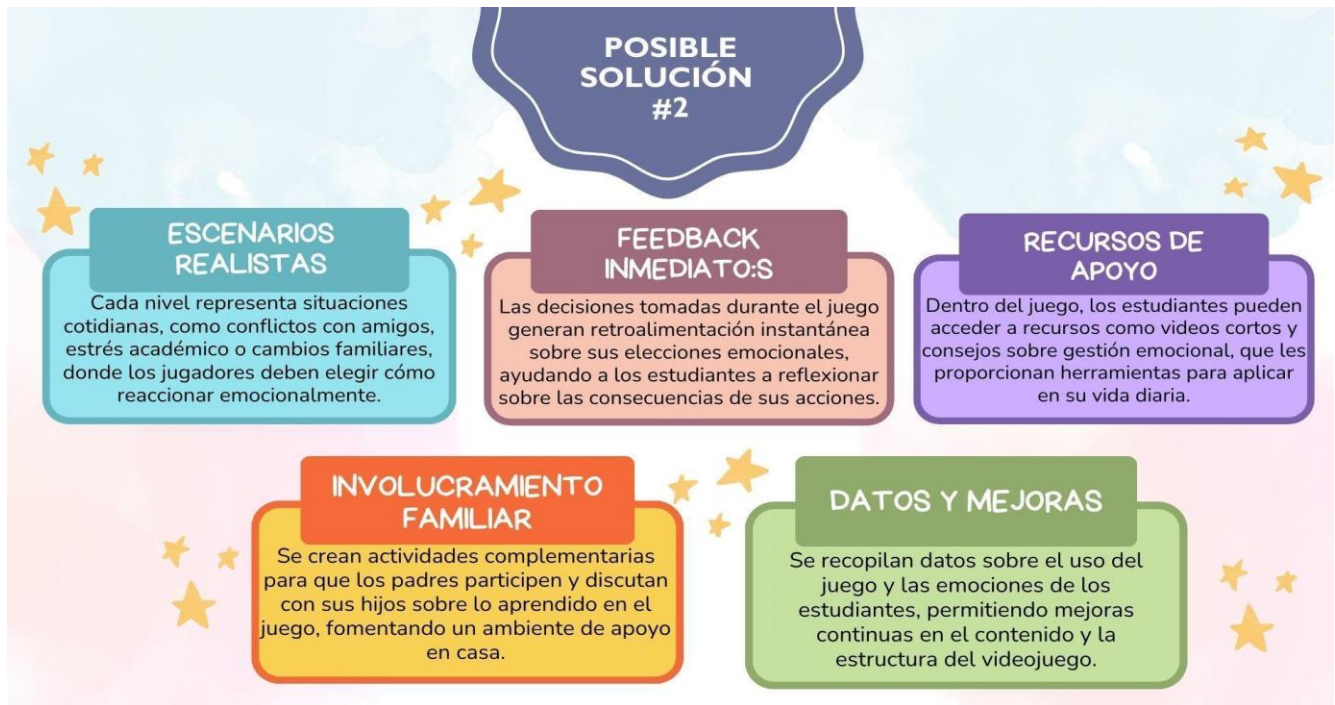 POSIBLE
SOLUCIÓN
#2
ESCENARIOS
REALISTAS
Cada nivel representa situaciones
cotidianas, como conflictos con amigos,
estrés académico o cambios familiares,
donde los jugadores deben elegir cómo
reaccionar emocionalmente.
FEEDBACK
INMEDIATO:S
Las decisiones tomadas durante el juego
generan retroalimentación instantánea
sobre sus elecciones emocionales,
ayudando a los estudiantes a reflexionar
sobre las consecuencias de sus acciones.
RECURSOS DE
APOYO
Dentro del juego, los estudiantes pueden
acceder a recursos como videos cortos y
consejos sobre gestión emocional, que les
proporcionan herramientas para aplicar
en su vida diaria.
INVOLUCRAMIENTO
FAMILIAR
Se crean actividades complementarias
para que los padres participen y discutan
con sus hijos sobre lo aprendido en el
juego, fomentando un ambiente de apoyo
en casa.
DATOS Y MEJORAS
Se recopilan datos sobre el uso del
juego y las emociones de los
estudiantes, permitiendo mejoras
continuas en el contenido y la
estructura del videojuego.